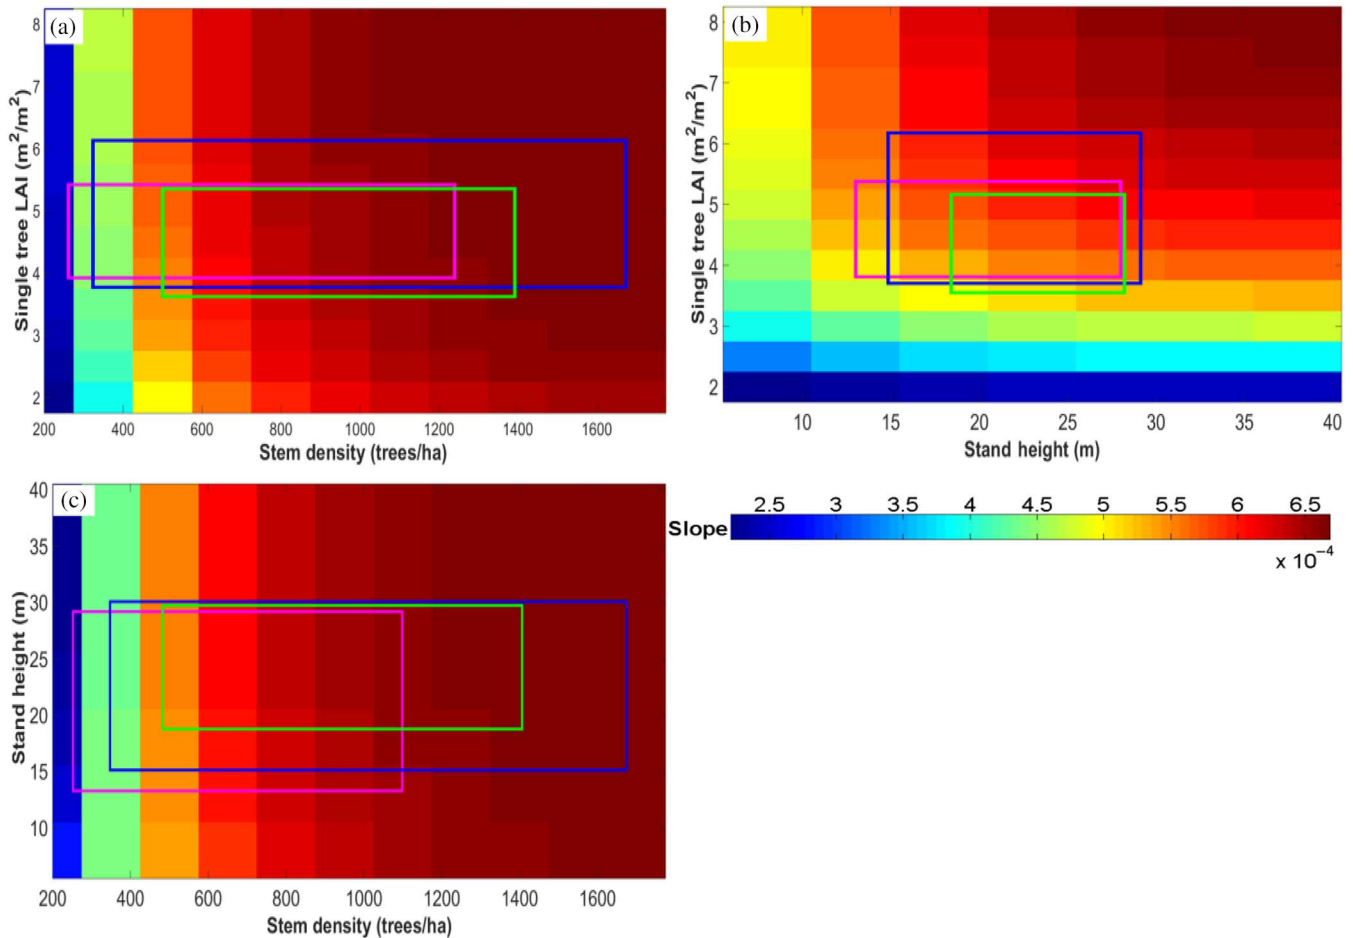 (a)
8
7
6
5
4
3
2
Single tree LAI (m²/m²)
200 400 600 800 1000 1200 1400 1600
Stem density (trees/ha)
(b)
8
7
6
5
4
3
2
Single tree LAI (m²/m²)
10 15 20 25 30 35 40
Stand height (m)
(c)
40
35
30
25
20
15
10
Stand height (m)
200 400 600 800 1000 1200 1400 1600
Stem density (trees/ha)
2.5 3 3.5 4 4.5 5 5.5 6 6.5
Slope
x 10⁻⁴